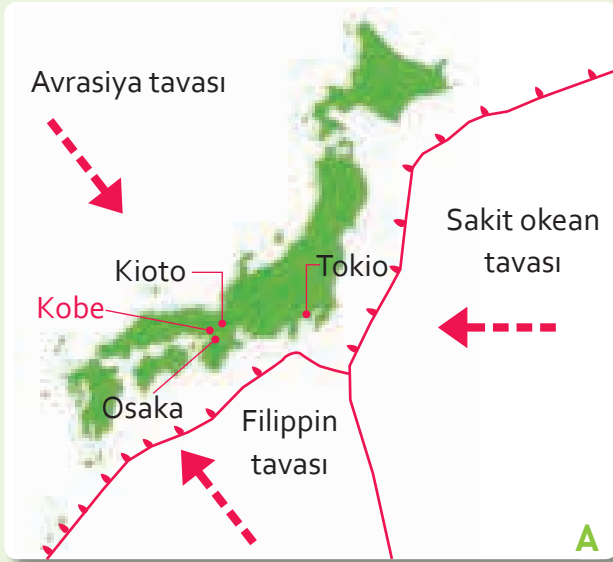 Avrasiya tavası
Sakit okean
tavası
Kioto
Tokio
Kobe
Osaka
Filippin
tavası
A